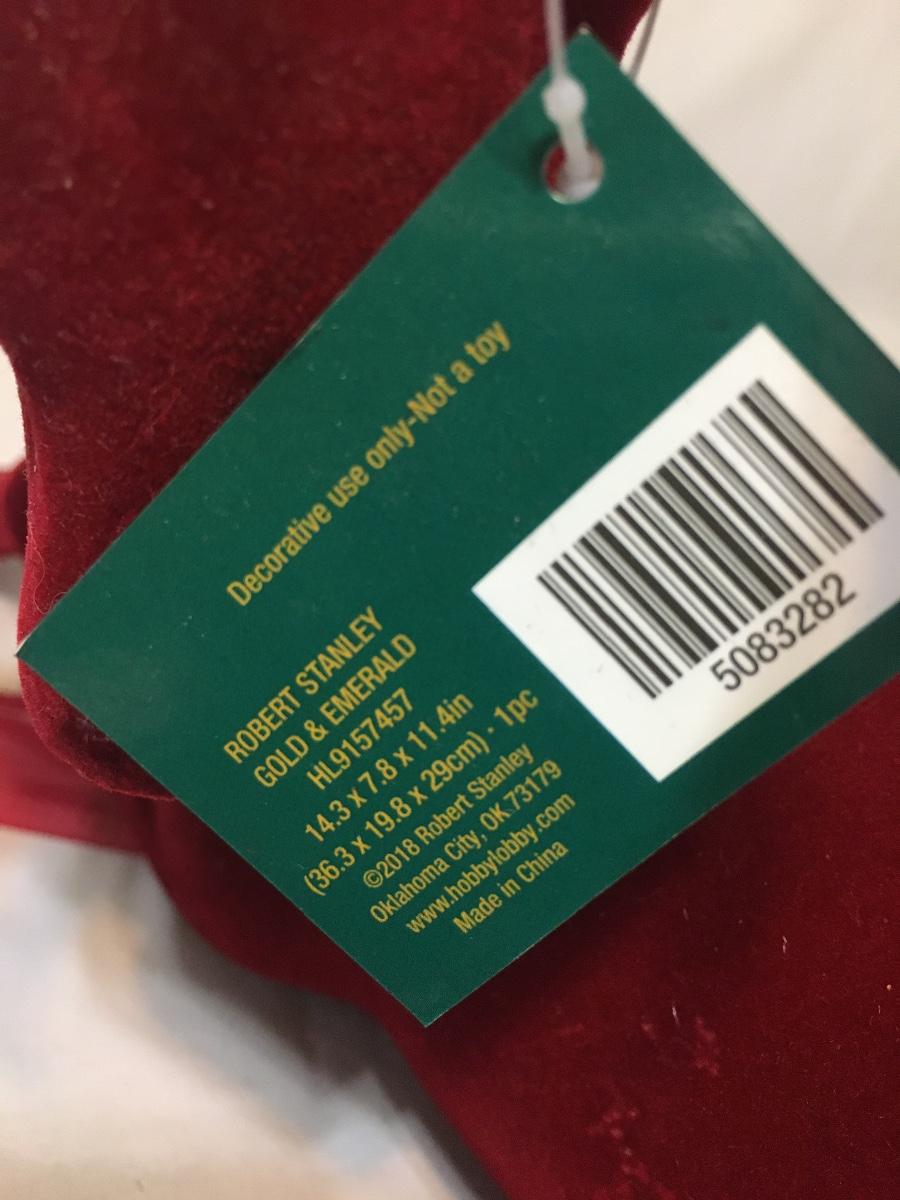 Decorative use only-Not a toy
ROBERT STANLEY
GOLD & EMERALD
HL9157457
14.3 x 7.8 x 11.4in
(36.3 x 19.8 x 29cm) · 1pc
©2018 Robert Stanley
Oklahoma City, OK 73179
www.hobbylobby.com
Made in China
5083282